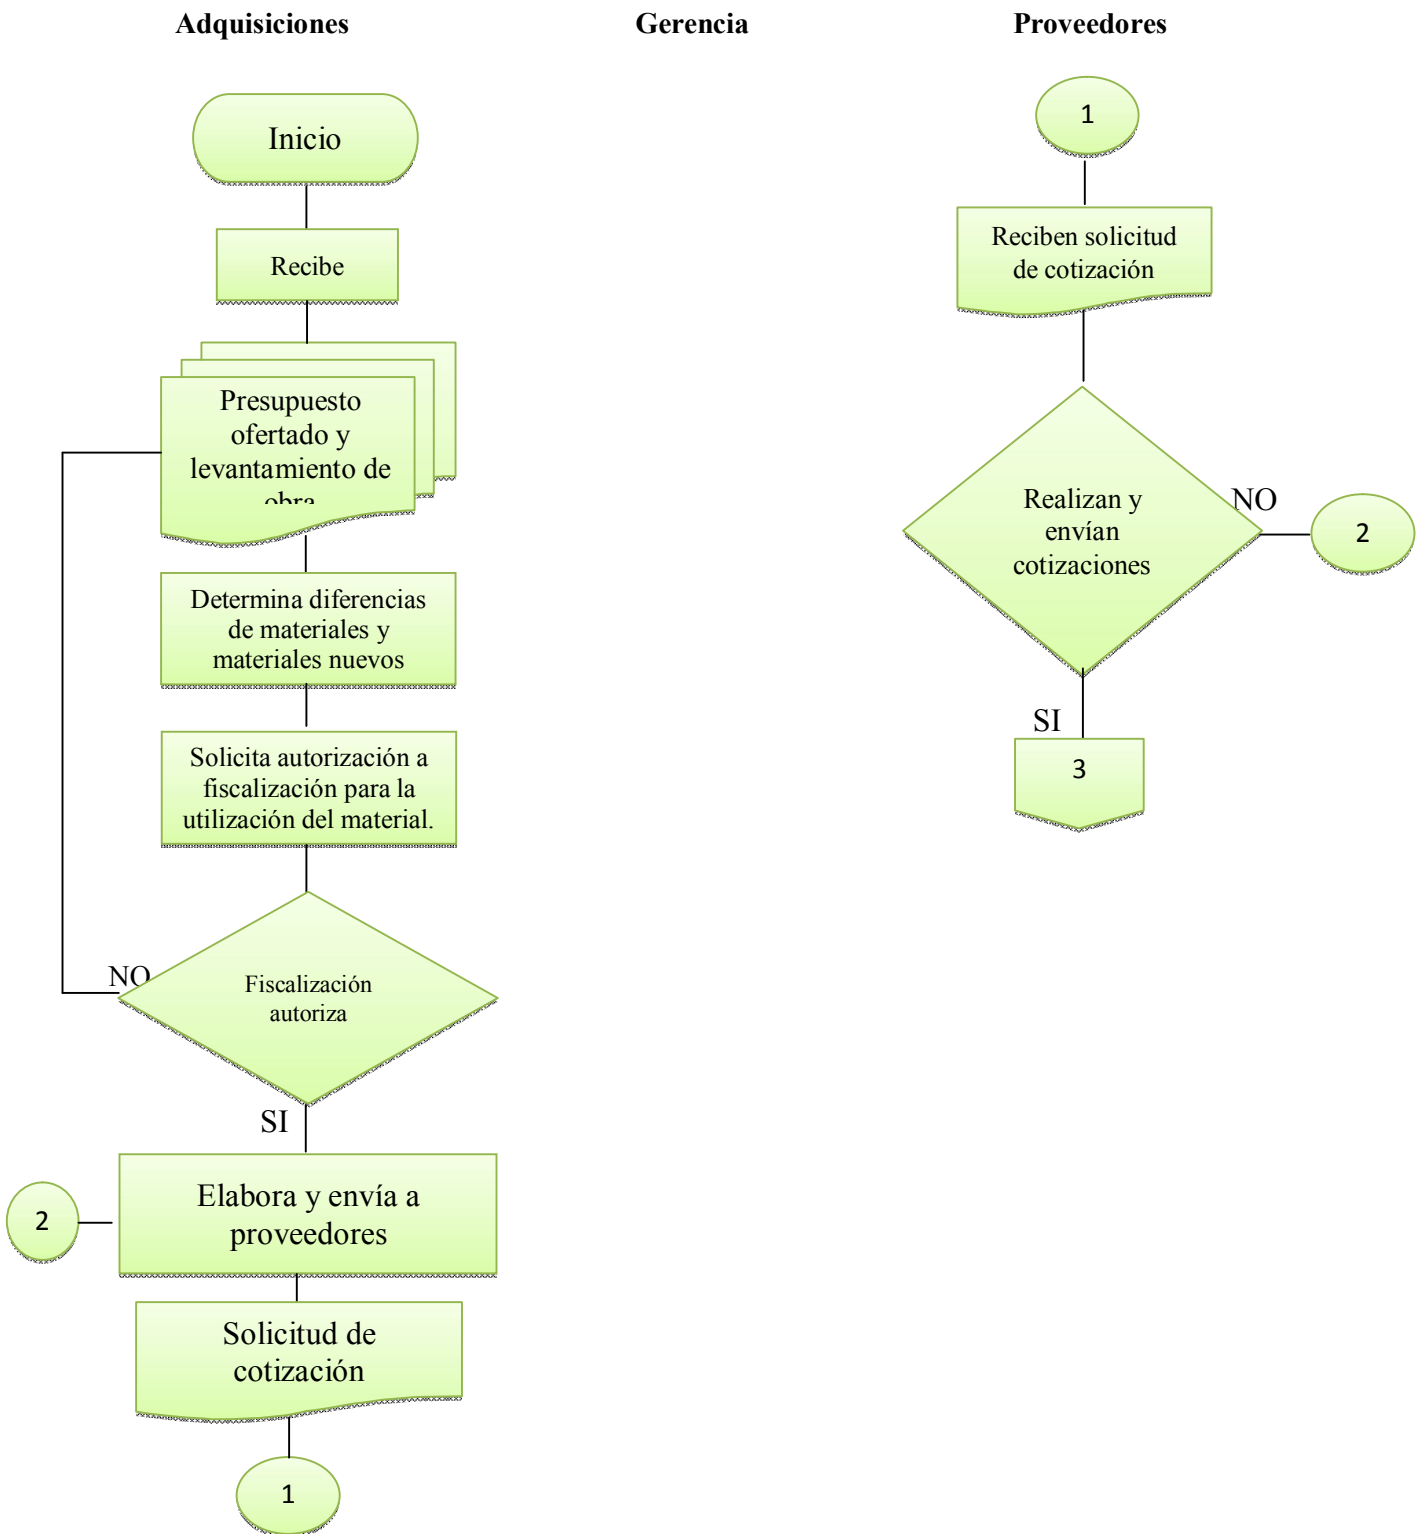 Adquisiciones
Gerencia
Proveedores
Inicio
Recibe
Presupuesto
ofertado y
levantamiento de
obra
Determina diferencias
de materiales y
materiales nuevos
Solicita autorización a
fiscalización para la
utilización del material.
NO
Fiscalización
autoriza
SI
2
Elabora y envía a
proveedores
Solicitud de
cotización
1
1
Reciben solicitud
de cotización
Realizan y
envían
cotizaciones
NO
2
SI
3